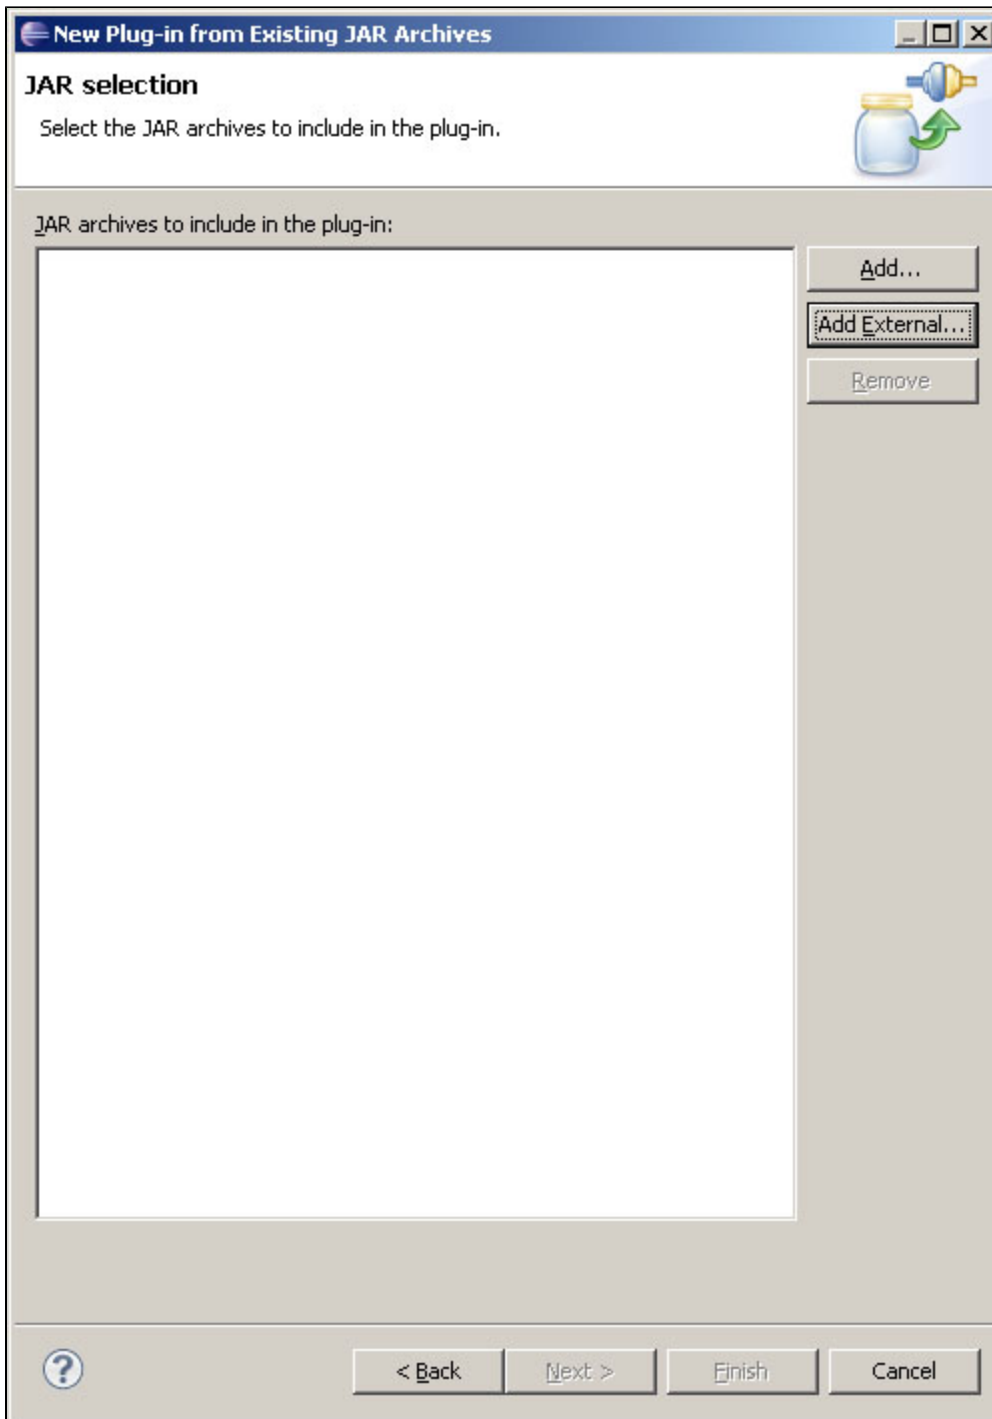 New Plug-in from Existing JAR Archives
JAR selection
Select the JAR archives to include in the plug-in.
JAR archives to include in the plug-in:
Add...
Add External...
Remove
?
< Back
Next >
Finish
Cancel